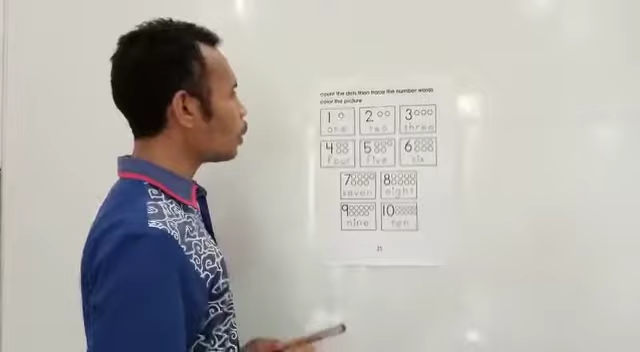 count the dots then trace the number words
color the picture
1 2 3
one two three
4 5 6
four five six
7 8
seven eight
9 10
nine ten